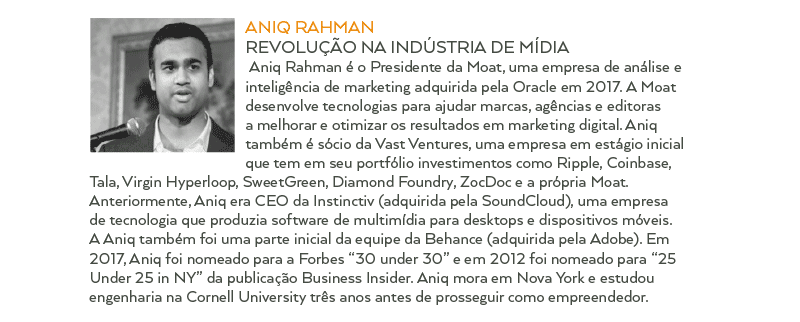 ANIQ RAHMAN
REVOLUÇÃO NA INDÚSTRIA DE MÍDIA
Aniq Rahman é o Presidente da Moat, uma empresa de análise e
inteligência de marketing adquirida pela Oracle em 2017. A Moat
desenvolve tecnologias para ajudar marcas, agências e editoras
a melhorar e otimizar os resultados em marketing digital. Aniq
também é sócio da Vast Ventures, uma empresa em estágio inicial
que tem em seu portfólio investimentos como Ripple, Coinbase,
Tala, Virgin Hyperloop, SweetGreen, Diamond Foundry, ZocDoc e a própria Moat.
Anteriormente, Aniq era CEO da Instinctiv (adquirida pela SoundCloud), uma empresa
de tecnologia que produzia software de multimídia para desktops e dispositivos móveis.
A Aniq também foi uma parte inicial da equipe da Behance (adquirida pela Adobe). Em
2017, Aniq foi nomeado para a Forbes “30 under 30” e em 2012 foi nomeado para “25
Under 25 in NY” da publicação Business Insider. Aniq mora em Nova York e estudou
engenharia na Cornell University três anos antes de prosseguir como empreendedor.